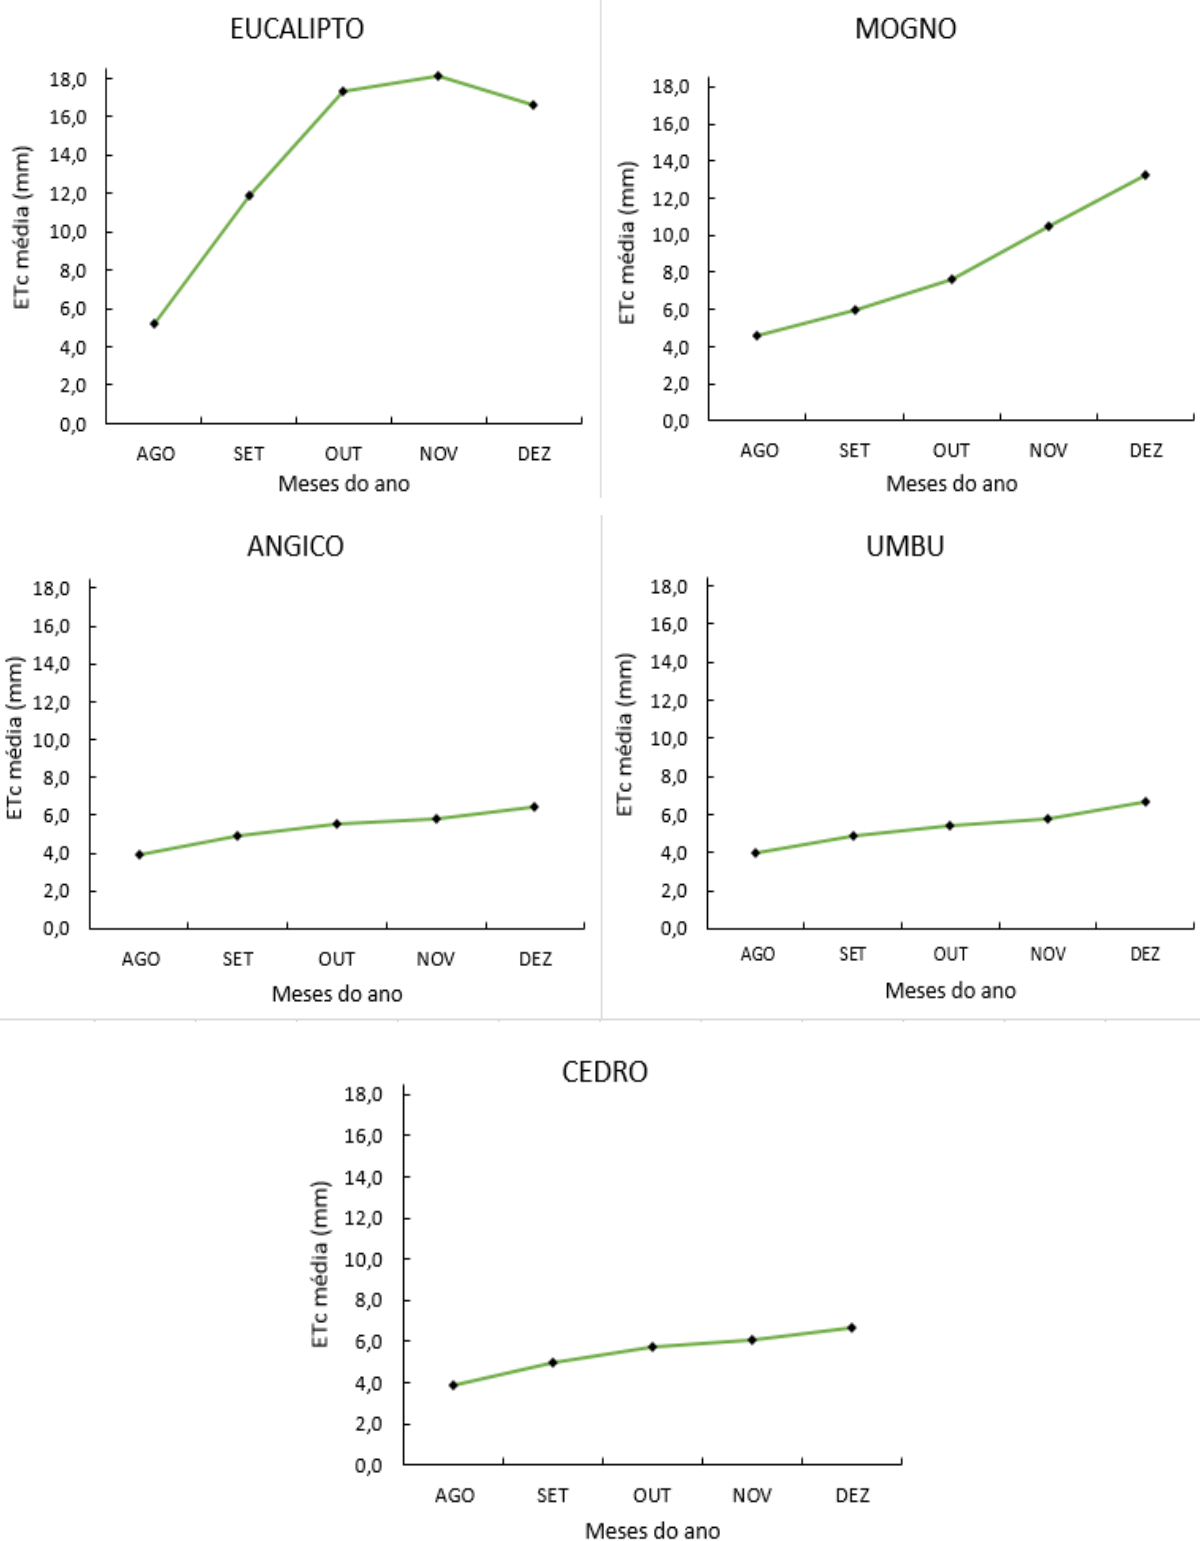 EUCALIPTO
ETc média (mm)
18,0
16,0
14,0
12,0
10,0
8,0
6,0
4,0
2,0
0,0
AGO SET OUT NOV DEZ
Meses do ano
MOGNO
ETc média (mm)
18,0
16,0
14,0
12,0
10,0
8,0
6,0
4,0
2,0
0,0
AGO SET OUT NOV DEZ
Meses do ano
ANGICO
ETc média (mm)
18,0
16,0
14,0
12,0
10,0
8,0
6,0
4,0
2,0
0,0
AGO SET OUT NOV DEZ
Meses do ano
UMBU
ETc média (mm)
18,0
16,0
14,0
12,0
10,0
8,0
6,0
4,0
2,0
0,0
AGO SET OUT NOV DEZ
Meses do ano
CEDRO
ETc média (mm)
18,0
16,0
14,0
12,0
10,0
8,0
6,0
4,0
2,0
0,0
AGO SET OUT NOV DEZ
Meses do ano